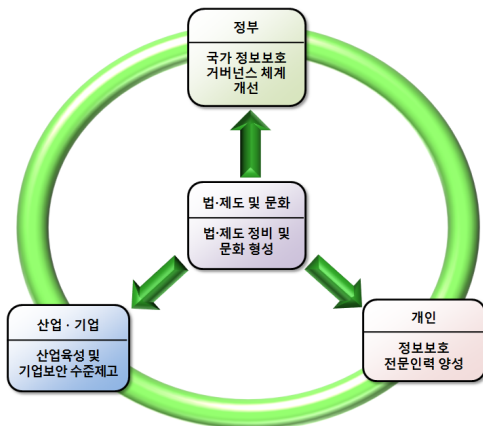 정부
국가 정보보호
거버넌스 체계
개선
법·제도 및 문화
법·제도 정비 및
문화 형성
산업 · 기업
산업육성 및
기업보안 수준제고
개인
정보보호
전문인력 양성